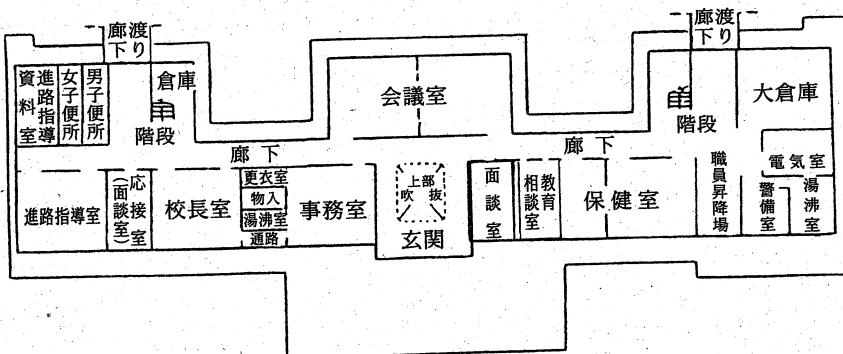 渡り廊下
渡り廊下
進路指導資料室
女子便所
男子便所
倉庫
階段
会議室
階段
大倉庫
廊下
廊下
電気室
進路指導室
応接室(面談室)
校長室
更衣室
物入
湯沸室
通路
事務室
上部吹抜
玄関
面談室
教育相談室
保健室
職員昇降場
警備室
湯沸室